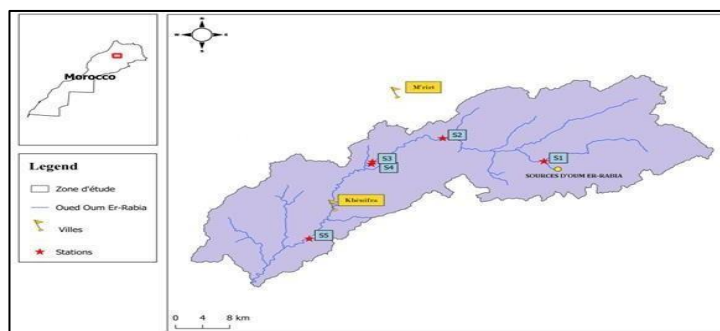 Morocco
Legend
Zone d'étude
Oued Oum Er-Rabia
Villes
Stations
M'rirt
S2
S1
SOURCES D'OUM ER-RABIA
S3
S4
Khenifra
S5
0 4 8 km